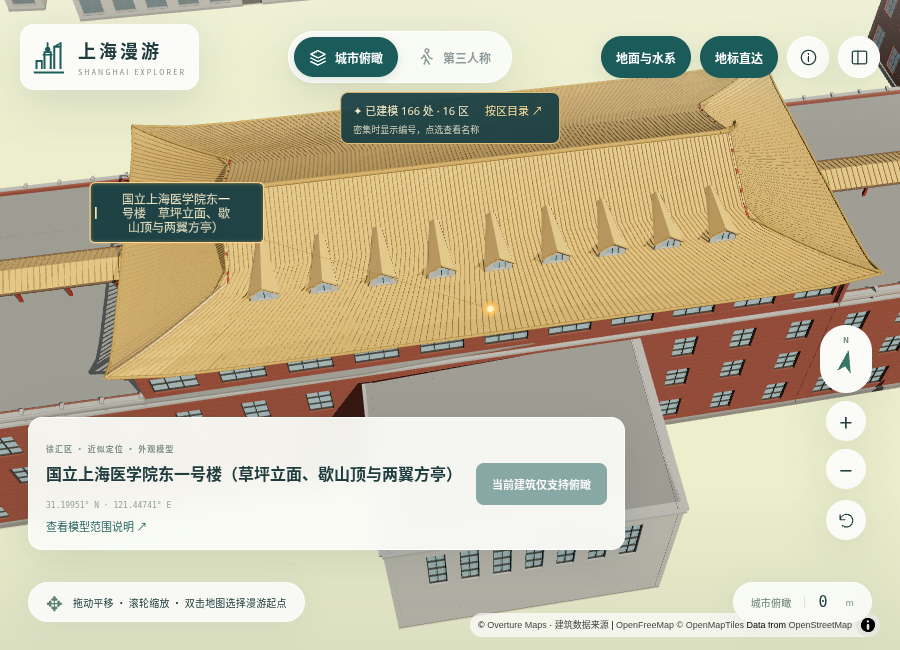 上海漫游
SHANGHAI EXPLORER
城市俯瞰
第三人称
地面与水系
地标直达
✦ 已建模 166 处 · 16 区 按区目录 ↗
密集时显示编号，点选查看名称
国立上海医学院东一
号楼 草坪立面、歇
山顶与两翼方亭）
N
徐汇区 · 近似定位 · 外观模型
国立上海医学院东一号楼（草坪立面、歇山顶与两翼方亭）
当前建筑仅支持俯瞰
31.19951° N · 121.44741° E
查看模型范围说明 ↗
+
−
拖动平移 · 滚轮缩放 · 双击地图选择漫游起点
城市俯瞰 0 m
© Overture Maps · 建筑数据来源 | OpenFreeMap © OpenMapTiles Data from OpenStreetMap